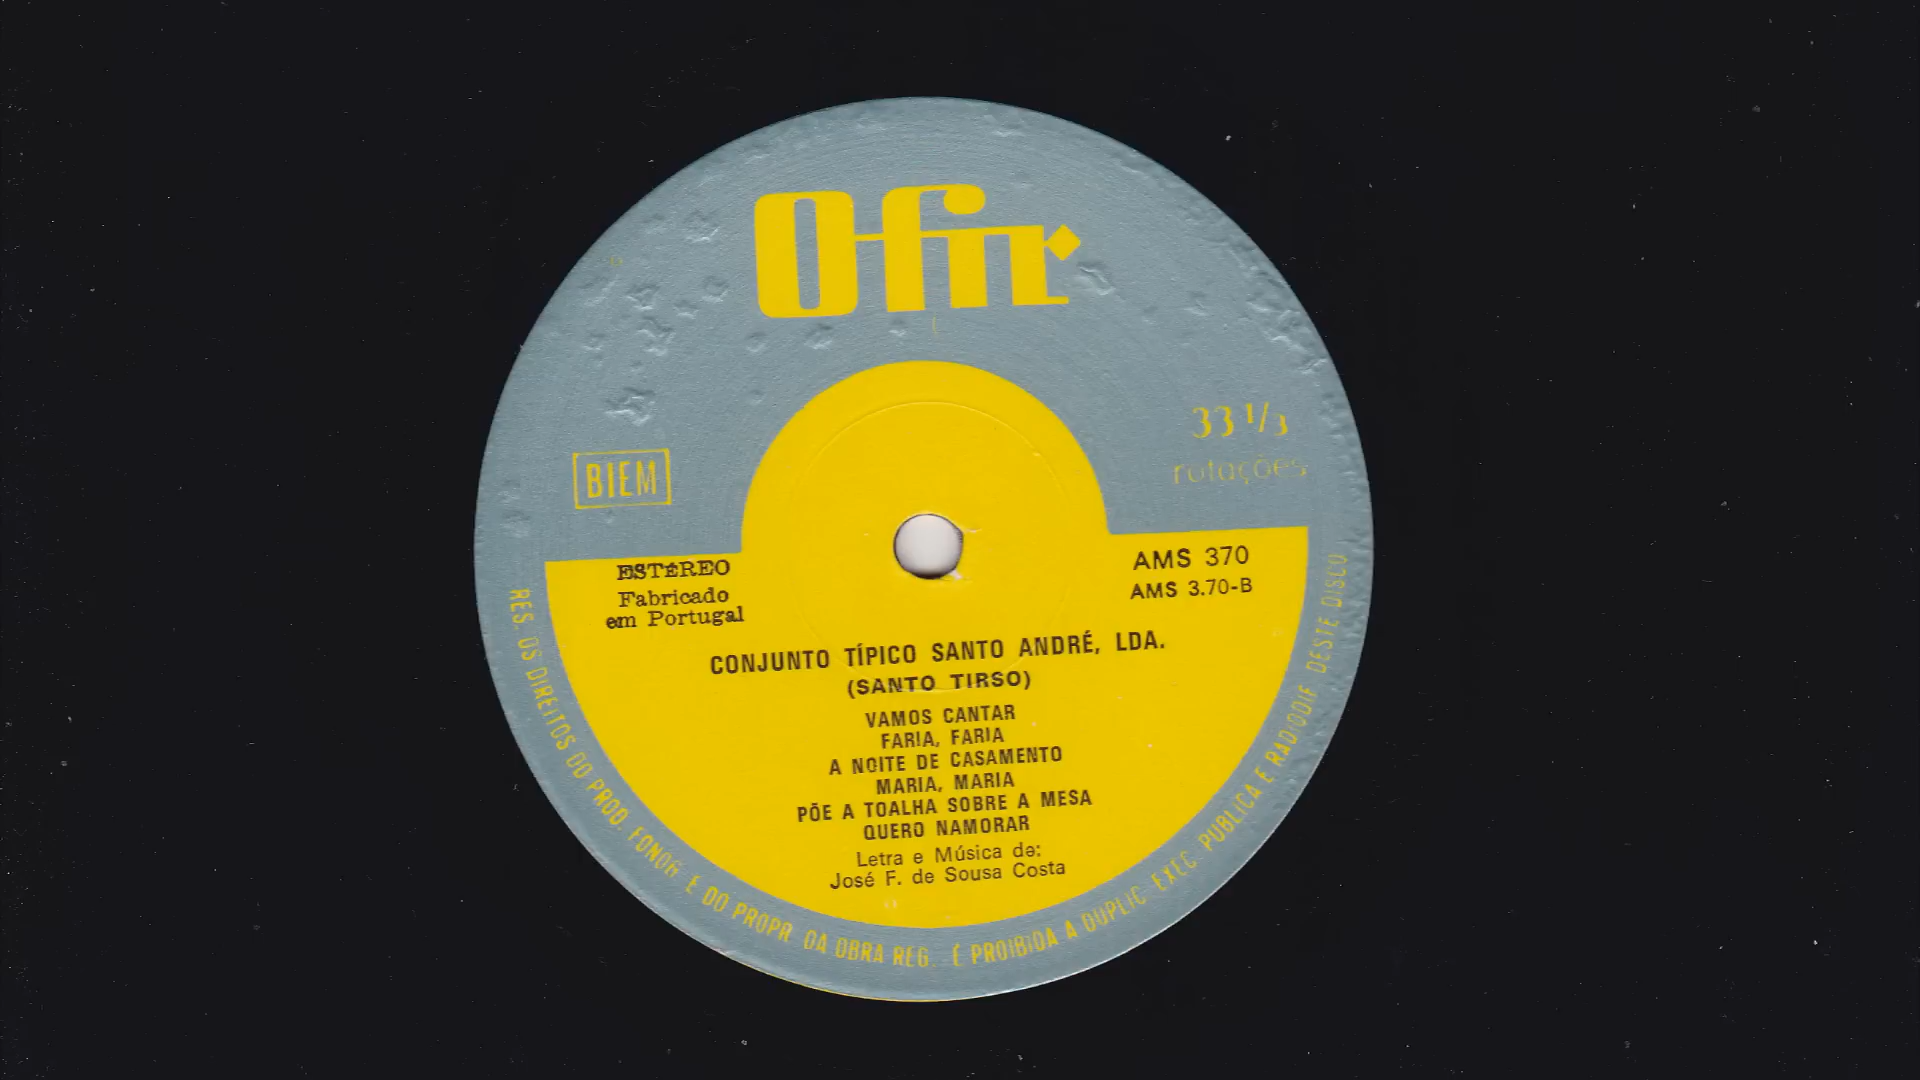 Ofir
33 1/3
rotações
BIEM
ESTÉREO
Fabricado
em Portugal
AMS 370
AMS 3.70-B
CONJUNTO TÍPICO SANTO ANDRÉ, LDA.
(SANTO TIRSO)
VAMOS CANTAR
FARIA, FARIA
A NOITE DE CASAMENTO
MARIA, MARIA
PÕE A TOALHA SOBRE A MESA
QUERO NAMORAR
Letra e Música de:
José F. de Sousa Costa
RES. OS DIREITOS DO PROD. FONOGR. E DO PROPR. DA OBRA REG. É PROIBIDA A DUPLIC. EXEC. PUBLICA E RADIODIF. DESTE DISCO